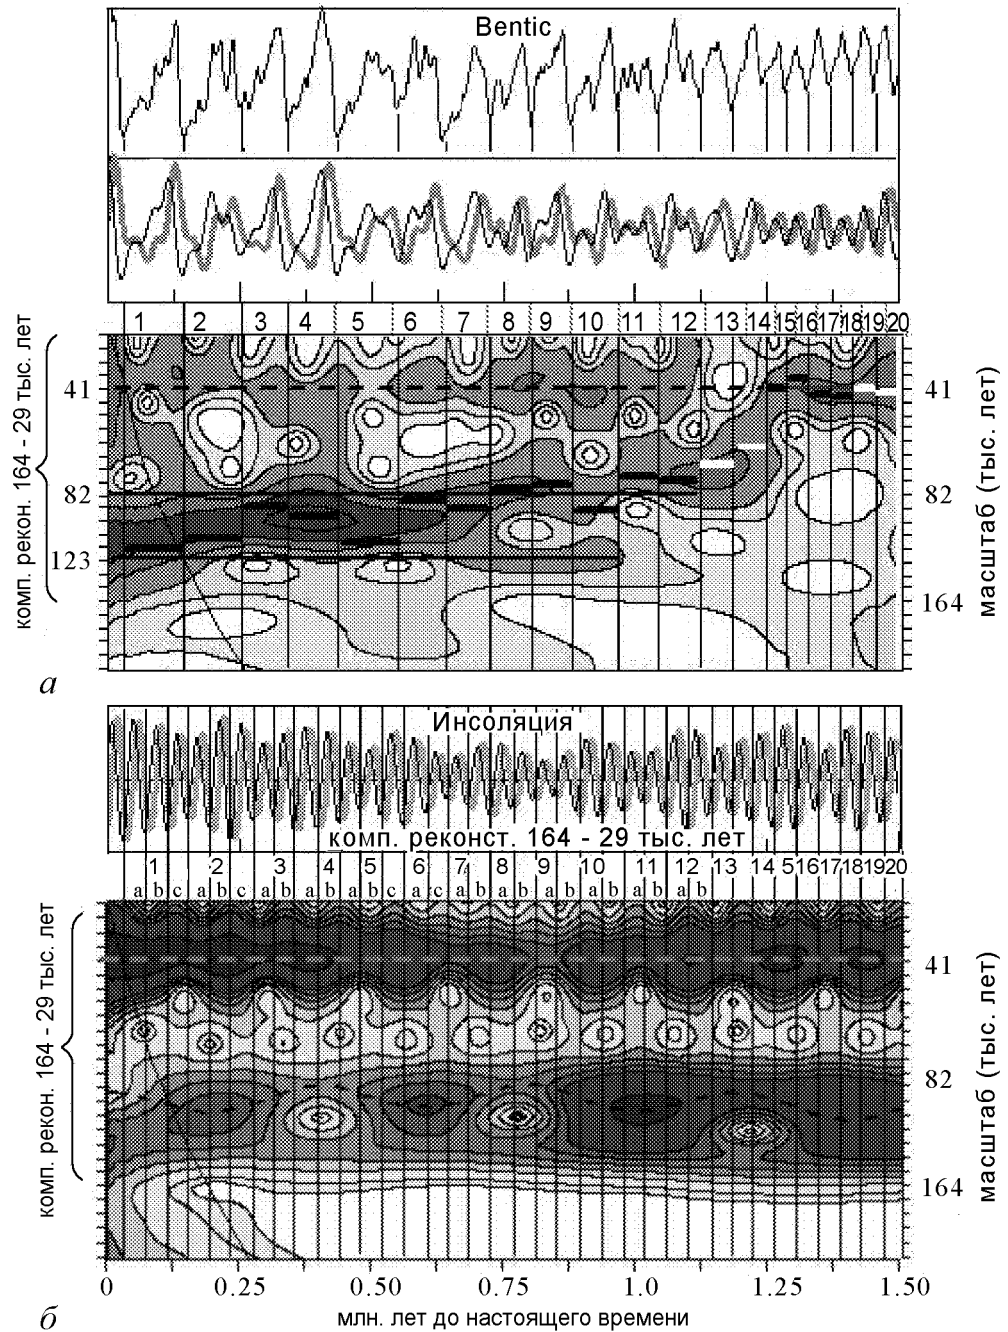 Bentic
1 2 3 4 5 6 7 8 9 10 11 12 13 14 15 16 17 18 19 20
комп. рекон. 164 - 29 тыс. лет
41
82
123
41
82
164
масштаб (тыс. лет)
а
Инсоляция
комп. реконст. 164 - 29 тыс. лет
1 2 3 4 5 6 7 8 9 10 11 12 13 14 5 16 17 18 19 20
a b c a b c a b a b a b c a c a b a b a b a b a b a b
комп. рекон. 164 - 29 тыс. лет
41
82
164
масштаб (тыс. лет)
0 0.25 0.50 0.75 1.0 1.25 1.50
б
млн. лет до настоящего времени